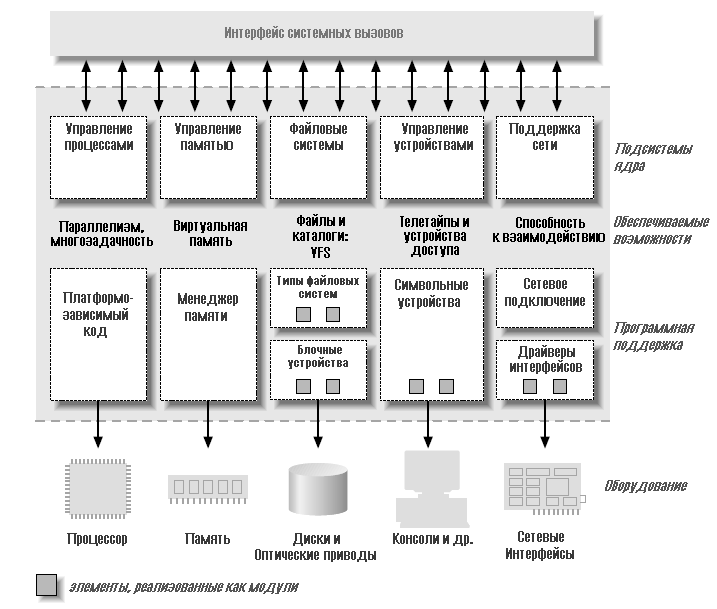 Интерфейс системных вызовов
Управление
процессами
Управление
памятью
Файловые
системы
Управление
устройствами
Поддержка
сети
Подсистемы
ядра
Параллелизм,
многозадачность
Виртуальная
память
Файлы и
каталоги:
VFS
Телетайпы и
устройства
доступа
Способность
к взаимодействию
Обеспечиваемые
возможности
Платформо-
зависимый
код
Менеджер
памяти
Типы файловых
систем
Блочные
устройства
Символьные
устройства
Сетевое
подключение
Драйверы
интерфейсов
Программная
поддержка
Оборудование
Процессор
Память
Диски и
Оптические приводы
Консоли и др.
Сетевые
Интерфейсы
элементы, реализованные как модули